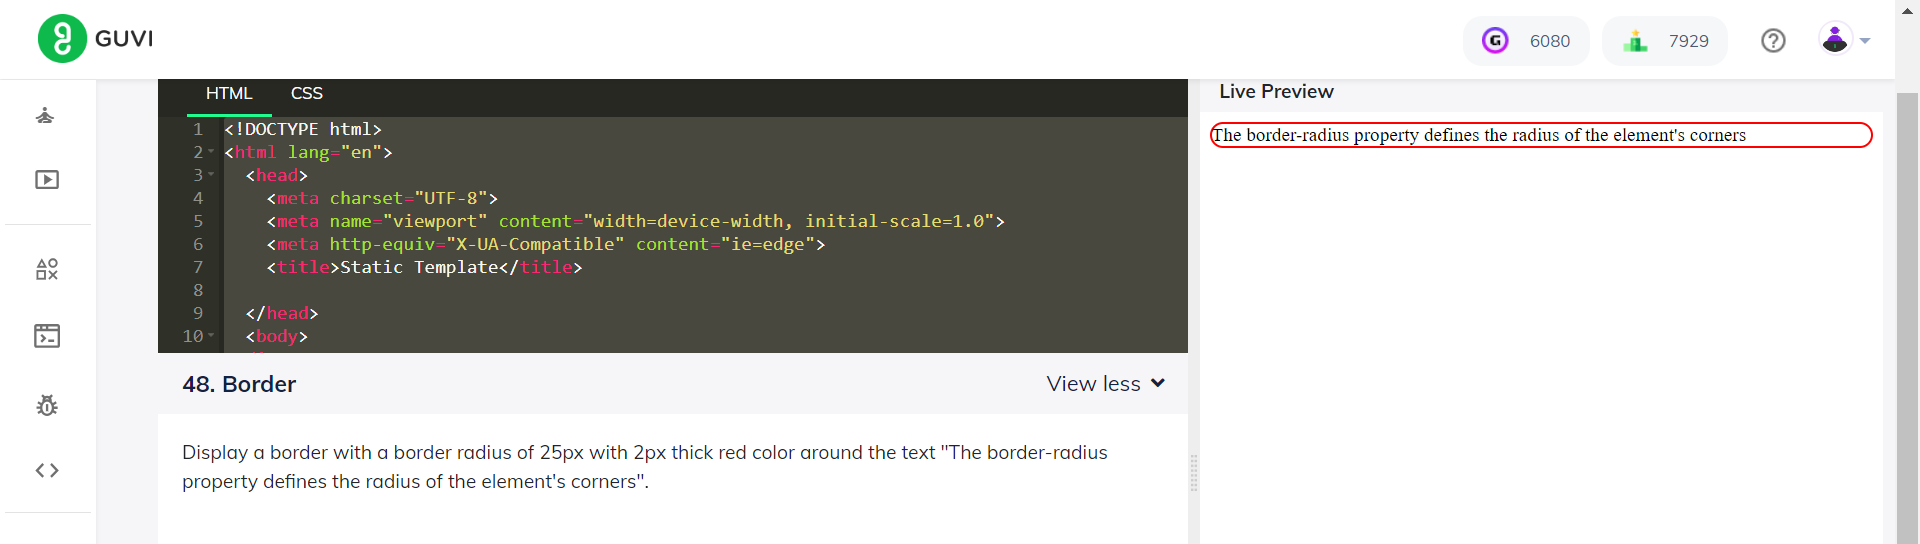 GUVI
6080
7929
HTML CSS
Live Preview
1 <!DOCTYPE html>
2 <html lang="en">
3 <head>
4 <meta charset="UTF-8">
5 <meta name="viewport" content="width=device-width, initial-scale=1.0">
6 <meta http-equiv="X-UA-Compatible" content="ie=edge">
7 <title>Static Template</title>
8
9 </head>
10 <body>
The border-radius property defines the radius of the element's corners
48. Border
View less
Display a border with a border radius of 25px with 2px thick red color around the text "The border-radius
property defines the radius of the element's corners".